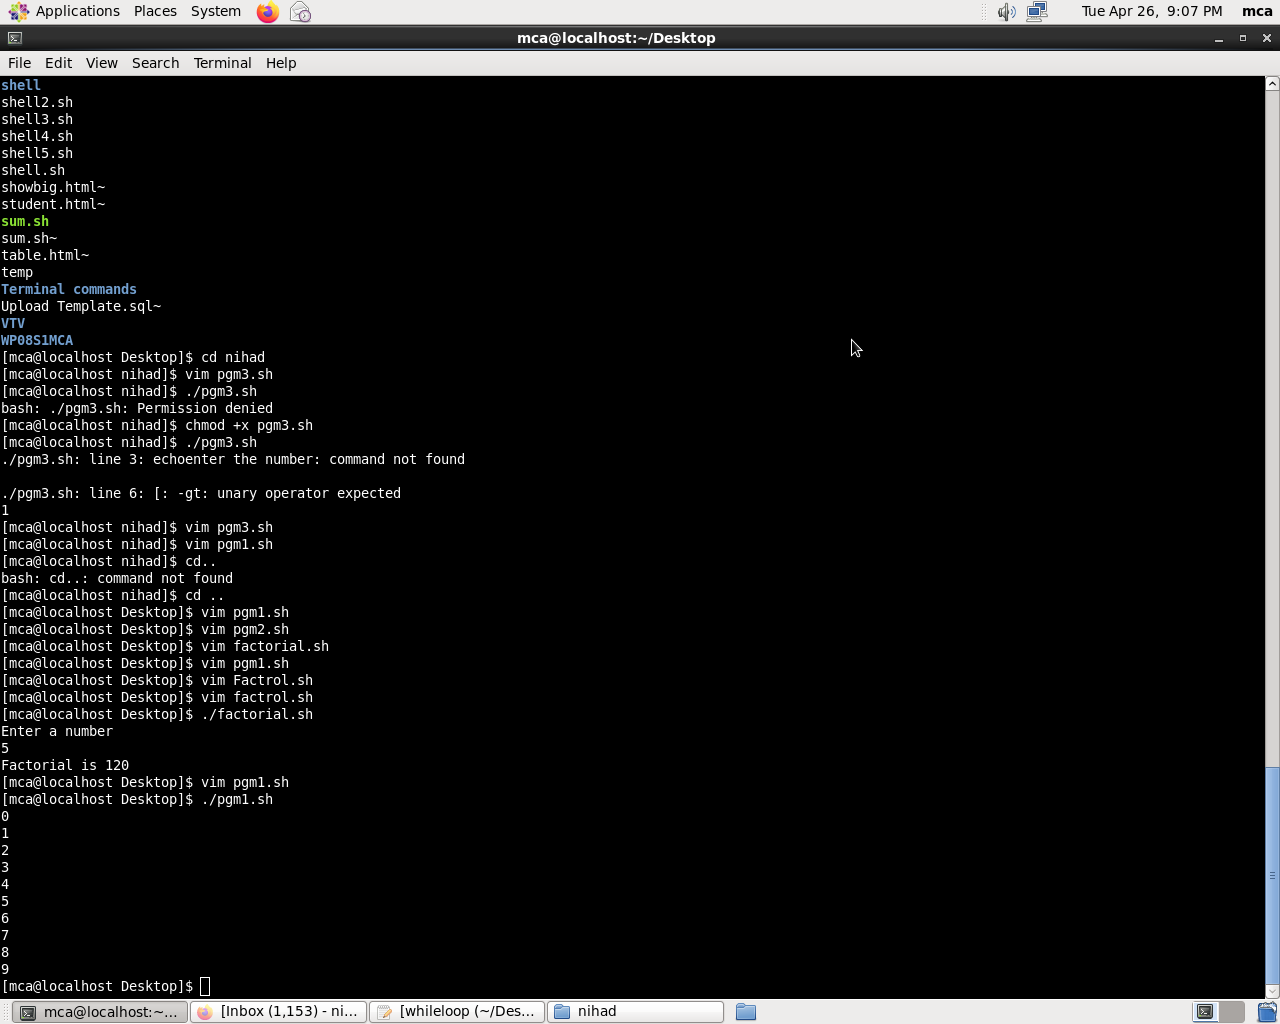 Applications Places System Tue Apr 26, 9:07 PM mca
mca@localhost:~/Desktop
File Edit View Search Terminal Help
shell
shell2.sh
shell3.sh
shell4.sh
shell5.sh
shell.sh
showbig.html~
student.html~
sum.sh
sum.sh~
table.html~
temp
Terminal commands
Upload Template.sql~
VTV
WP08S1MCA
[mca@localhost Desktop]$ cd nihad
[mca@localhost nihad]$ vim pgm3.sh
[mca@localhost nihad]$ ./pgm3.sh
bash: ./pgm3.sh: Permission denied
[mca@localhost nihad]$ chmod +x pgm3.sh
[mca@localhost nihad]$ ./pgm3.sh
./pgm3.sh: line 3: echoenter the number: command not found

./pgm3.sh: line 6: [: -gt: unary operator expected
1
[mca@localhost nihad]$ vim pgm3.sh
[mca@localhost nihad]$ vim pgm1.sh
[mca@localhost nihad]$ cd..
bash: cd..: command not found
[mca@localhost nihad]$ cd ..
[mca@localhost Desktop]$ vim pgm1.sh
[mca@localhost Desktop]$ vim pgm2.sh
[mca@localhost Desktop]$ vim factorial.sh
[mca@localhost Desktop]$ vim pgm1.sh
[mca@localhost Desktop]$ vim Factrol.sh
[mca@localhost Desktop]$ vim factrol.sh
[mca@localhost Desktop]$ ./factorial.sh
Enter a number
5
Factorial is 120
[mca@localhost Desktop]$ vim pgm1.sh
[mca@localhost Desktop]$ ./pgm1.sh
0
1
2
3
4
5
6
7
8
9
[mca@localhost Desktop]$
mca@localhost:~... [Inbox (1,153) - ni... [whileloop (~/Des... nihad